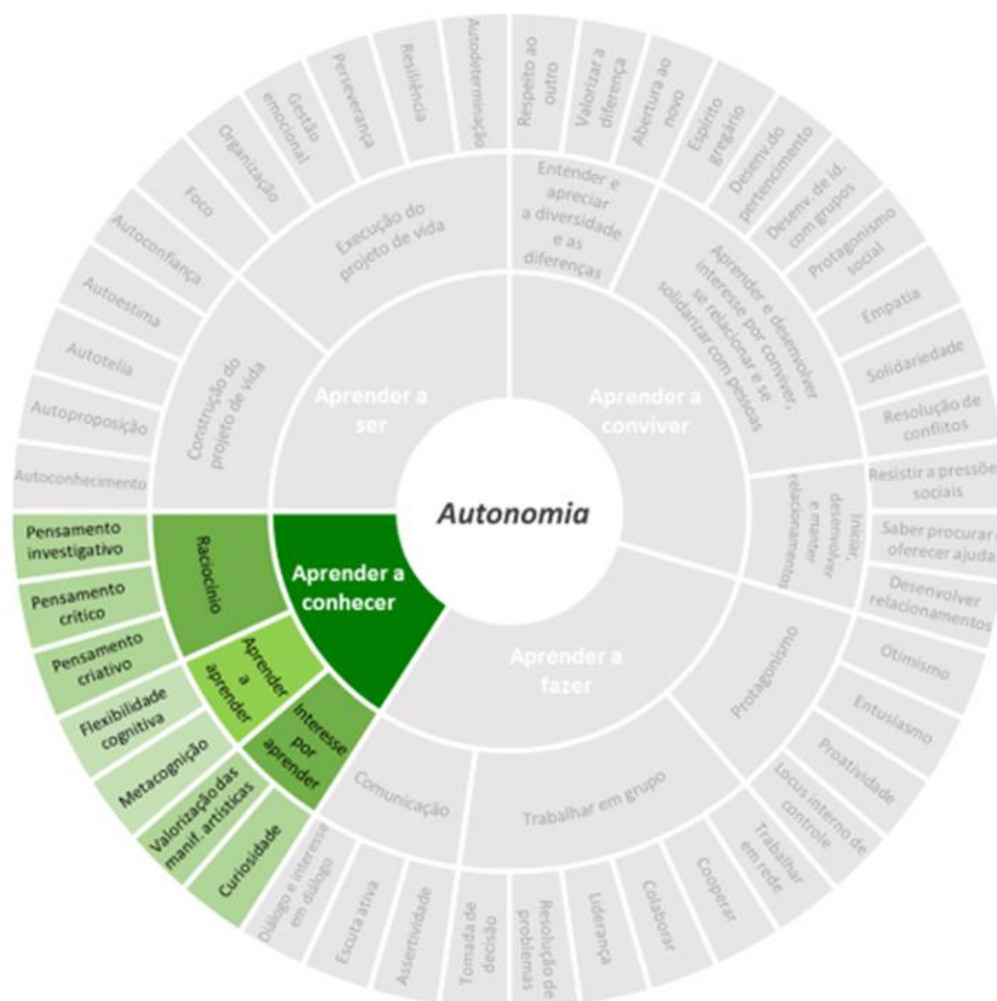 Autonomia
Aprender a
ser
Construção do
projeto de vida
Autoconhecimento
Autoproposição
Autotelia
Autoestima
Autoconfiança
Execução do
projeto de vida
Foco
Organização
Gestão
emocional
Perseverança
Resiliência
Autodeterminação
Aprender a
conviver
Entender e
apreciar
a diversidade
e as
diferenças
Respeito ao
outro
Valorizar a
diferença
Abertura ao
novo
Aprender e desenvolver
interesse por conviver,
se relacionar e se
solidarizar com pessoas
Espírito
gregário
Desenv.do
pertencimento
Desenv. de id.
com grupos
Protagonismo
social
Empatia
Solidariedade
Resolução de
conflitos
Iniciar,
desenvolver
e manter
relacionamentos
Resistir a pressões
sociais
Saber procurar e
oferecer ajuda
Desenvolver
relacionamentos
Aprender a
fazer
Protagonismo
Otimismo
Entusiasmo
Proatividade
Locus interno de
controle
Trabalhar em grupo
Trabalhar
em rede
Cooperar
Colaborar
Liderança
Resolução de
problemas
Tomada de
decisão
Comunicação
Assertividade
Escuta ativa
Diálogo e interesse
em diálogo
Aprender a
conhecer
Interesse
por
aprender
Curiosidade
Valorização das
manif. artísticas
Aprender
a
aprender
Metacognição
Flexibilidade
cognitiva
Raciocínio
Pensamento
criativo
Pensamento
crítico
Pensamento
investigativo